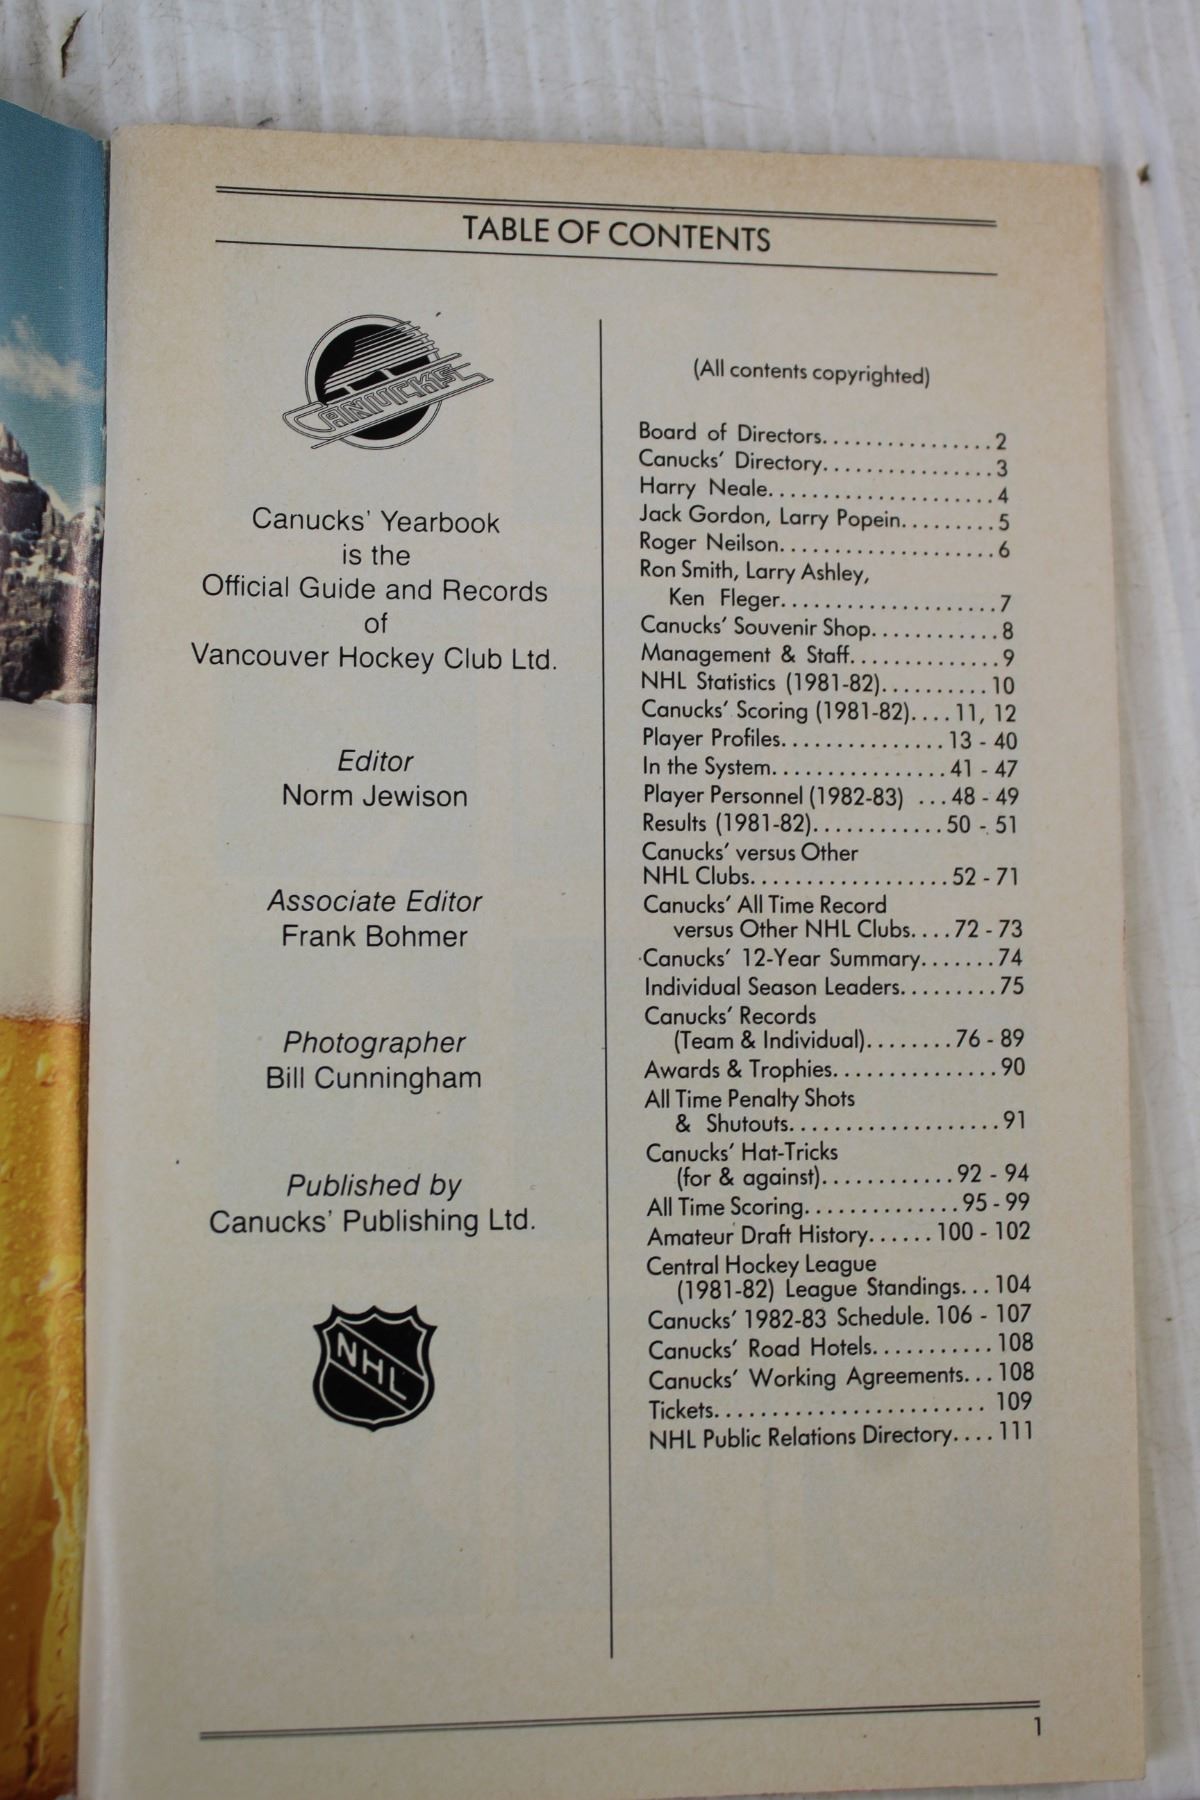 TABLE OF CONTENTS
CANUCKS
Canucks' Yearbook
is the
Official Guide and Records
of
Vancouver Hockey Club Ltd.
Editor
Norm Jewison
Associate Editor
Frank Bohmer
Photographer
Bill Cunningham
Published by
Canucks' Publishing Ltd.
NHL
(All contents copyrighted)
Board of Directors................2
Canucks' Directory................3
Harry Neale.....................4
Jack Gordon, Larry Popein.........5
Roger Neilson....................6
Ron Smith, Larry Ashley,
Ken Fleger.....................7
Canucks' Souvenir Shop............8
Management & Staff..............9
NHL Statistics (1981-82)..........10
Canucks' Scoring (1981-82)....11, 12
Player Profiles...............13 - 40
In the System................41 - 47
Player Personnel (1982-83) ...48 - 49
Results (1981-82)............50 - 51
Canucks' versus Other
NHL Clubs..................52 - 71
Canucks' All Time Record
versus Other NHL Clubs....72 - 73
Canucks' 12-Year Summary.......74
Individual Season Leaders.........75
Canucks' Records
(Team & Individual)........76 - 89
Awards & Trophies...............90
All Time Penalty Shots
& Shutouts...................91
Canucks' Hat-Tricks
(for & against)............92 - 94
All Time Scoring..............95 - 99
Amateur Draft History......100 - 102
Central Hockey League
(1981-82) League Standings...104
Canucks' 1982-83 Schedule. 106 - 107
Canucks' Road Hotels...........108
Canucks' Working Agreements...108
Tickets.........................109
NHL Public Relations Directory....111
1